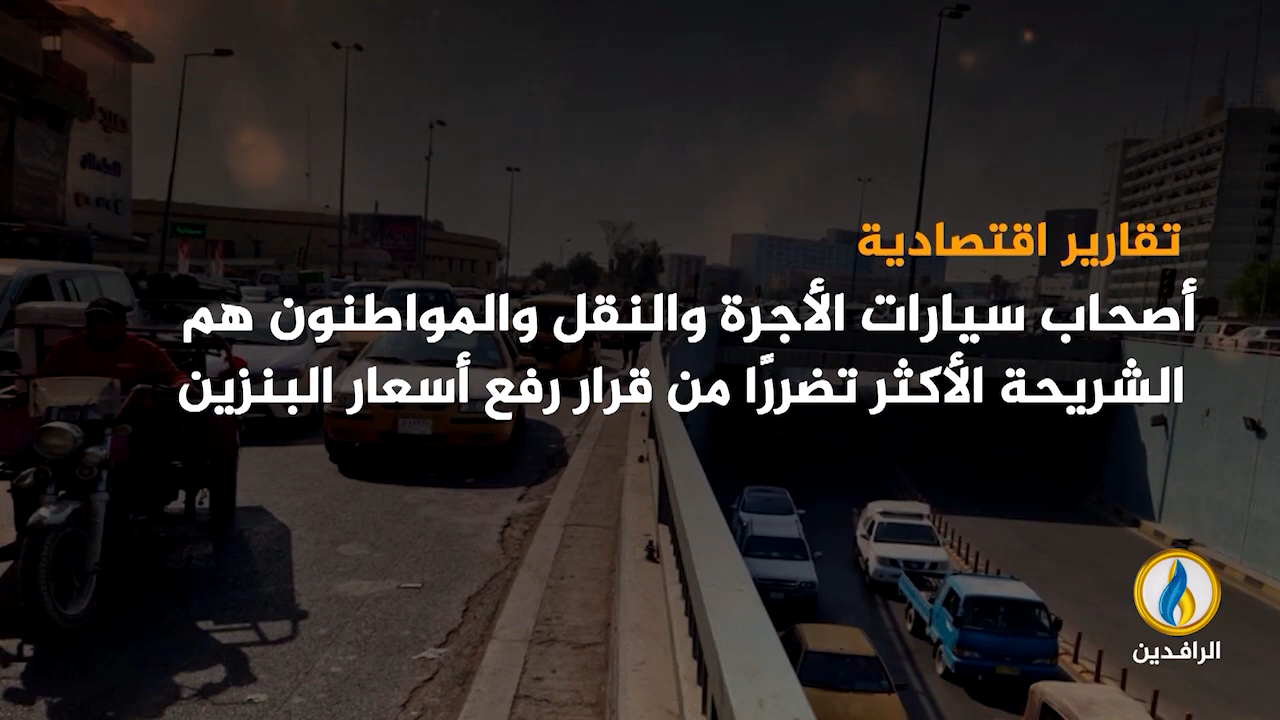 تقارير اقتصادية
أصحاب سيارات الأجرة والنقل والمواطنون هم
الشريحة الأكثر تضررًا من قرار رفع أسعار البنزين
الرافدين